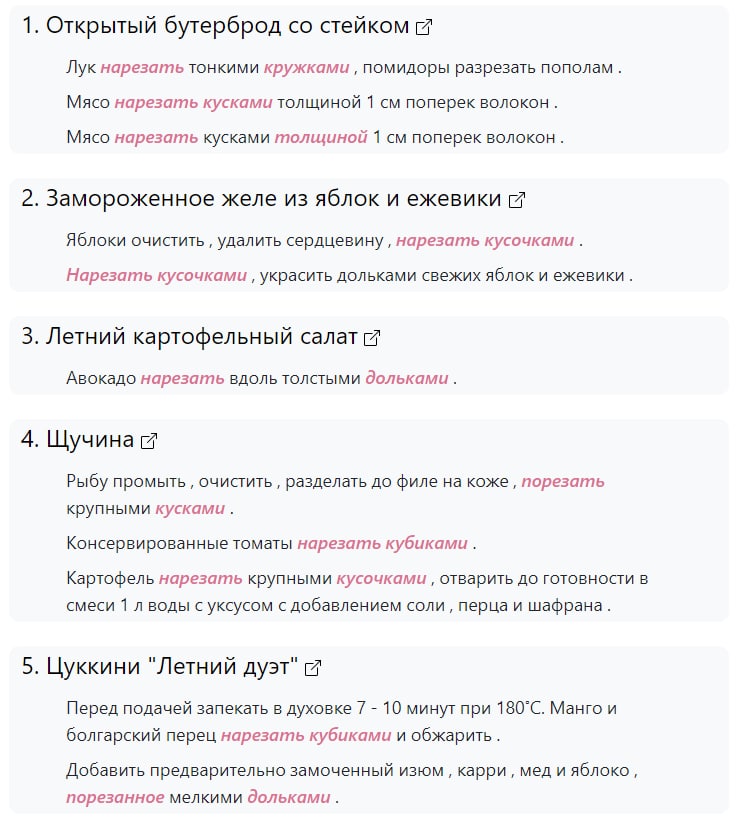 1. Открытый бутерброд со стейком
Лук нарезать тонкими кружками , помидоры разрезать пополам .
Мясо нарезать кусками толщиной 1 см поперек волокон .
Мясо нарезать кусками толщиной 1 см поперек волокон .
2. Замороженное желе из яблок и ежевики
Яблоки очистить , удалить сердцевину , нарезать кусочками .
Нарезать кусочками , украсить дольками свежих яблок и ежевики .
3. Летний картофельный салат
Авокадо нарезать вдоль толстыми дольками .
4. Щучина
Рыбу промыть , очистить , разделать до филе на коже , порезать
крупными кусками .
Консервированные томаты нарезать кубиками .
Картофель нарезать крупными кусочками , отварить до готовности в
смеси 1 л воды с уксусом с добавлением соли , перца и шафрана .
5. Цуккини "Летний дуэт"
Перед подачей запекать в духовке 7 - 10 минут при 180˚С. Манго и
болгарский перец нарезать кубиками и обжарить .
Добавить предварительно замоченный изюм , карри , мед и яблоко ,
порезанное мелкими дольками .